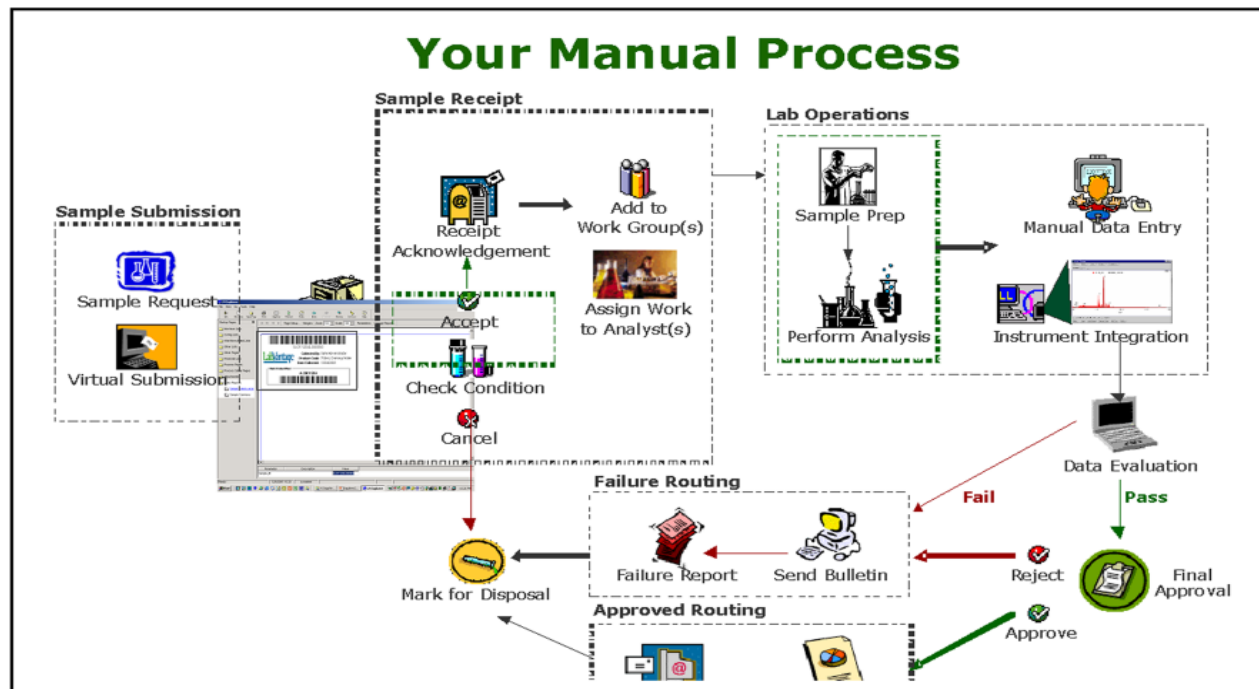 Your Manual Process
Sample Receipt
Lab Operations
Sample Prep
Add to
Work Group(s)
Receipt
Acknowledgement
Manual Data Entry
Sample Submission
Sample Request
Accept
Assign Work
to Analyst(s)
Perform Analysis
Instrument Integration
Virtual Submission
Check Condition
Cancel
Data Evaluation
Failure Routing
Fail
Pass
Failure Report
Send Bulletin
Reject
Final
Approval
Mark for Disposal
Approved Routing
Approve